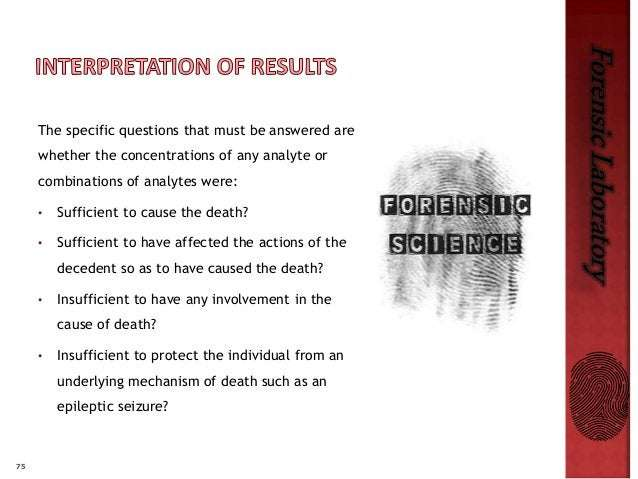 INTERPRETATION OF RESULTS
The specific questions that must be answered are
whether the concentrations of any analyte or
combinations of analytes were:
• Sufficient to cause the death?
• Sufficient to have affected the actions of the
decedent so as to have caused the death?
• Insufficient to have any involvement in the
cause of death?
• Insufficient to protect the individual from an
underlying mechanism of death such as an
epileptic seizure?
FORENSIC
SCIENCE
Forensic Laboratory
75